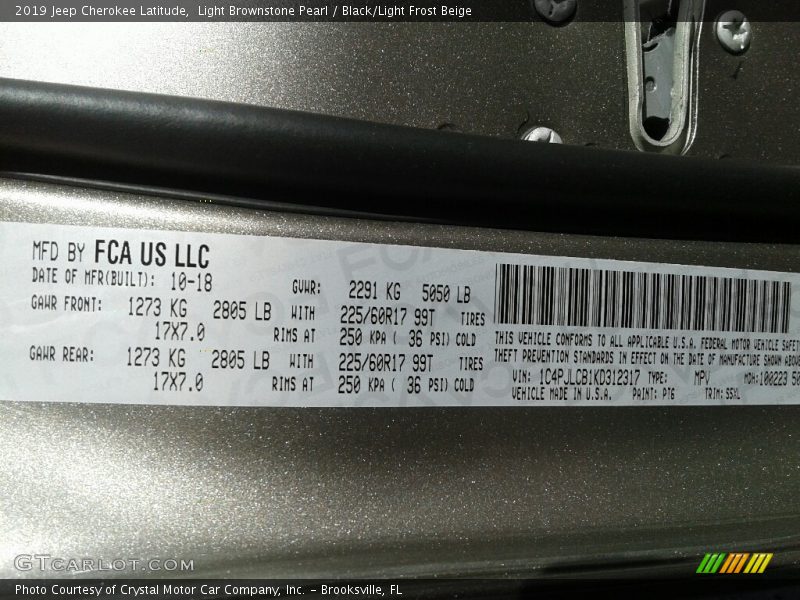 2019 Jeep Cherokee Latitude, Light Brownstone Pearl / Black/Light Frost Beige
MFD BY FCA US LLC
DATE OF MFR(BUILT): 10-18 GVWR: 2291 KG 5050 LB
GAWR FRONT: 1273 KG 2805 LB WITH 225/60R17 99T TIRES
17X7.0 RIMS AT 250 KPA ( 36 PSI) COLD
GAWR REAR: 1273 KG 2805 LB WITH 225/60R17 99T TIRES
17X7.0 RIMS AT 250 KPA ( 36 PSI) COLD
THIS VEHICLE CONFORMS TO ALL APPLICABLE U.S.A. FEDERAL MOTOR VEHICLE
THEFT PREVENTION STANDARDS IN EFFECT ON THE DATE OF MANUFACTURE SHOWN
VIN: 1C4PJLCB1KD312317 TYPE: MPV MDH:100223
VEHICLE MADE IN U.S.A. PAINT: PT6 TRIM: S5XL
GTcarlot.com
Photo Courtesy of Crystal Motor Car Company, Inc. – Brooksville, FL